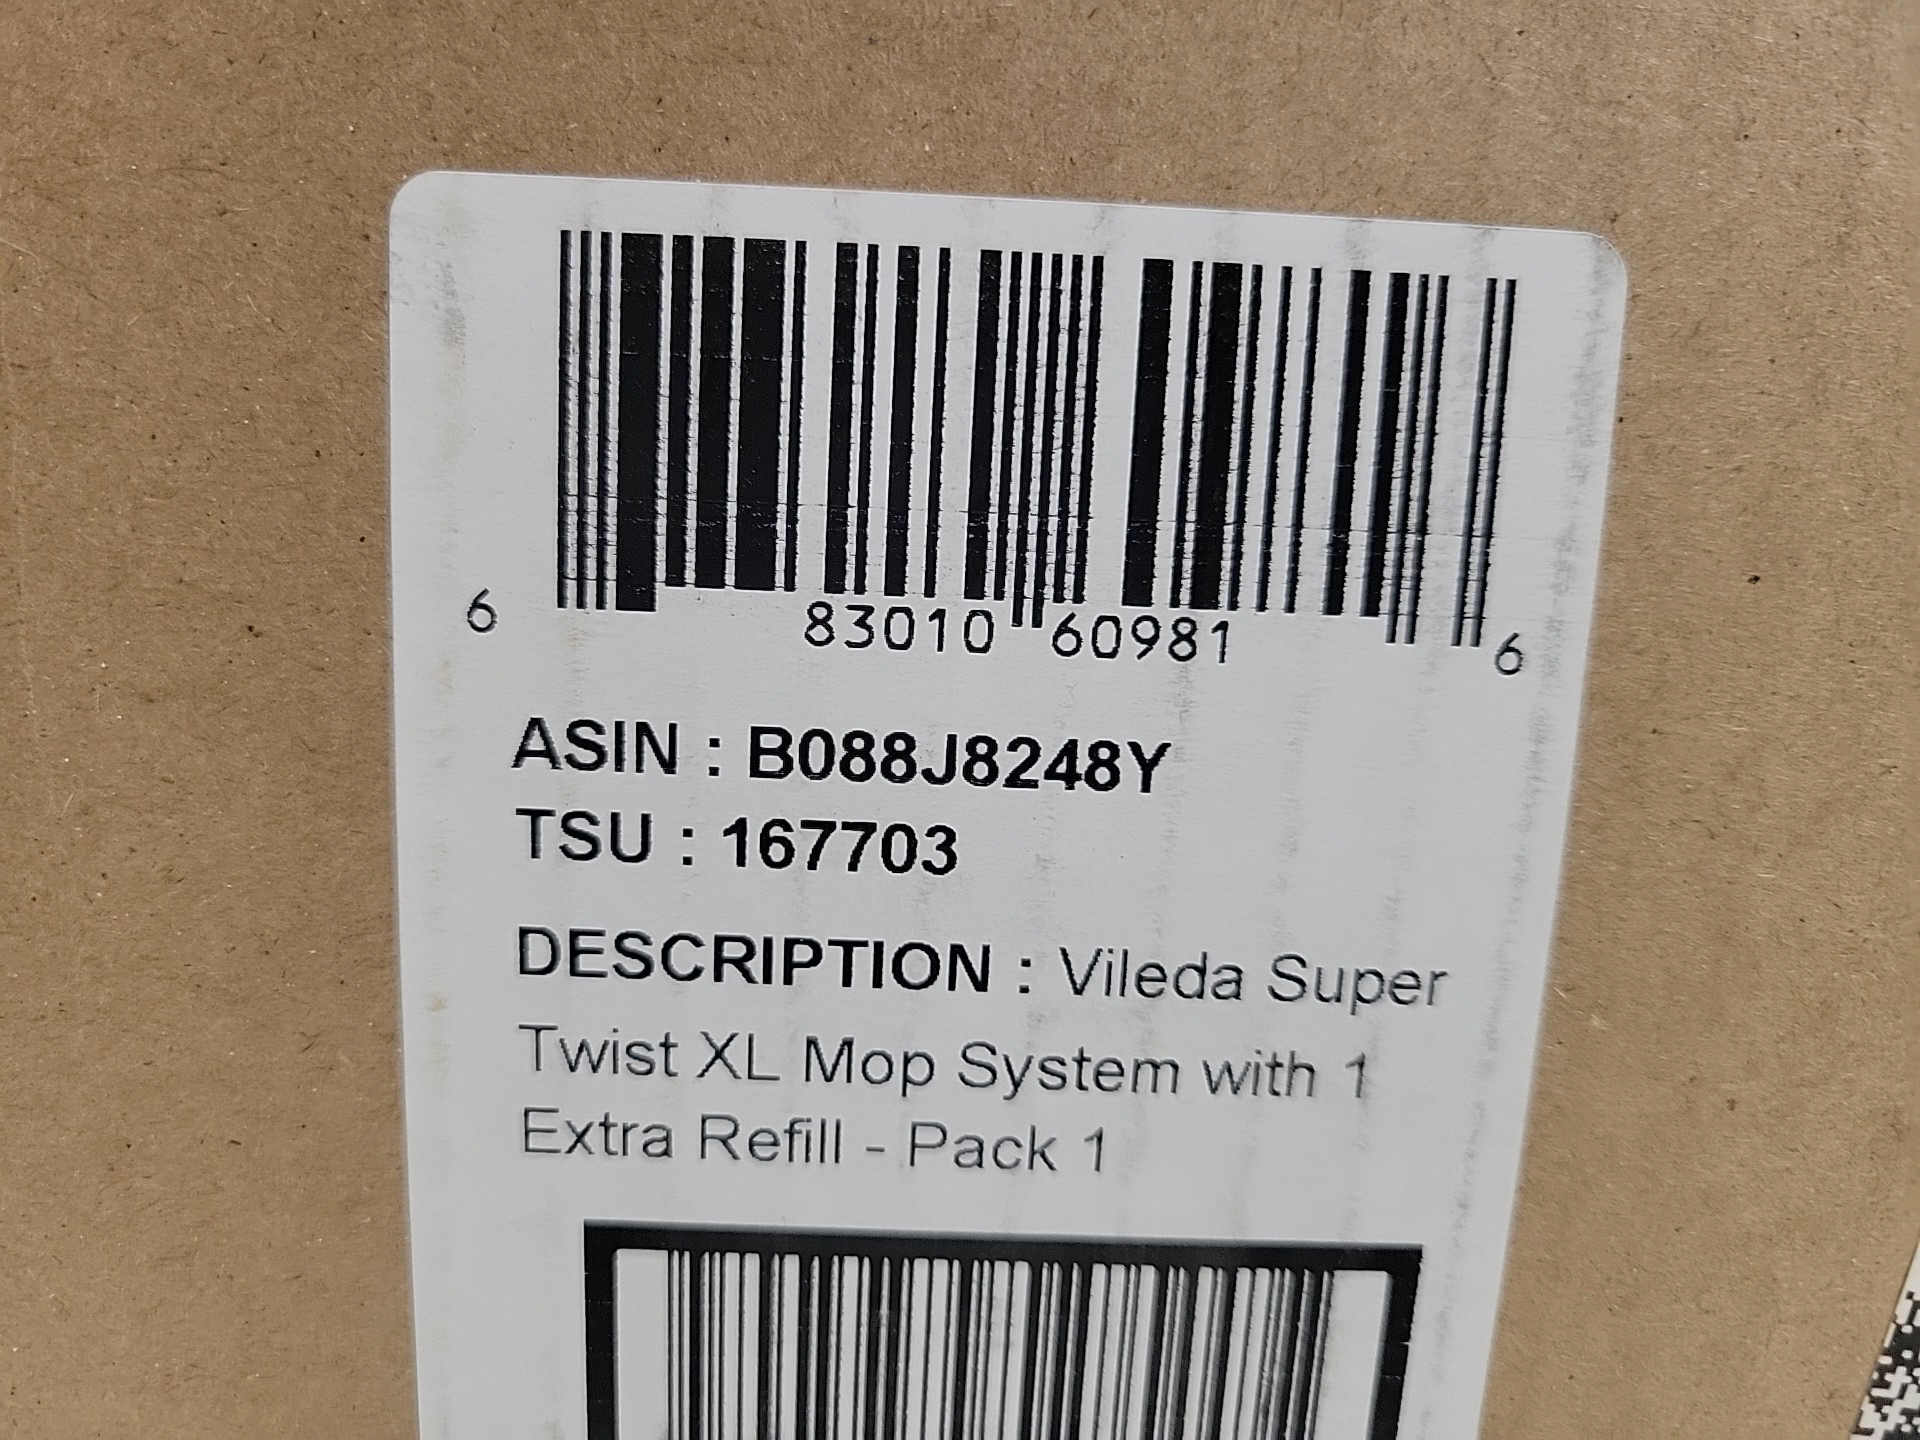 6 83010 60981 6
ASIN : B088J8248Y
TSU : 167703
DESCRIPTION : Vileda Super
Twist XL Mop System with 1
Extra Refill - Pack 1